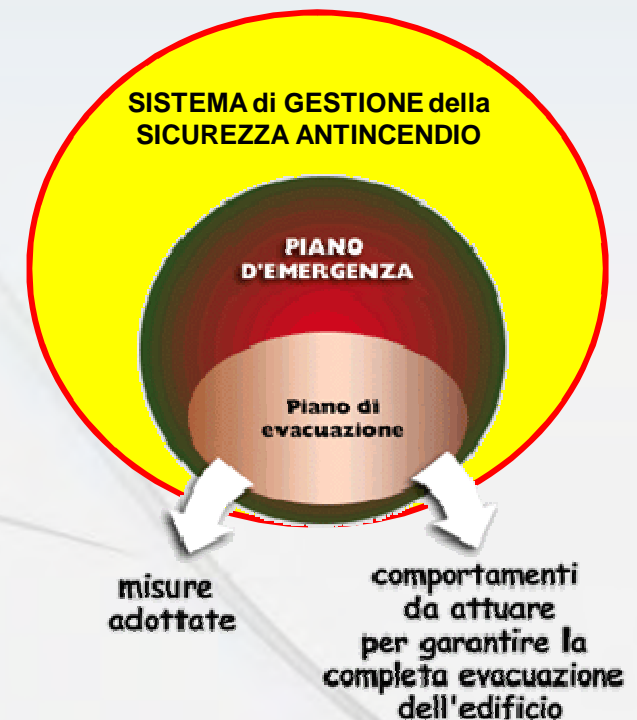 SISTEMA di GESTIONE della
SICUREZZA ANTINCENDIO
PIANO
D'EMERGENZA
Piano di
evacuazione
misure
adottate
comportamenti
da attuare
per garantire la
completa evacuazione
dell'edificio